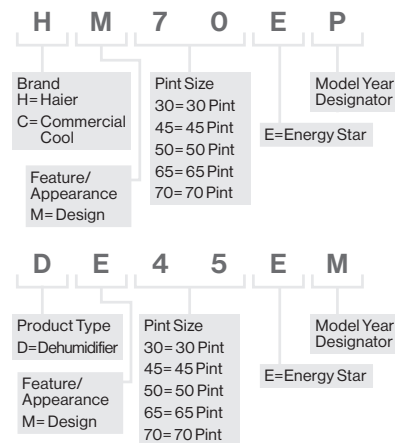 H M 7 0 E P
Brand
H=Haier
C=Commercial
Cool
Feature/
Appearance
M=Design
Pint Size
30=30 Pint
45=45 Pint
50=50 Pint
65=65 Pint
70=70 Pint
E=Energy Star
Model Year
Designator
D E 4 5 E M
Product Type
D=Dehumidifier
Feature/
Appearance
M=Design
Pint Size
30=30 Pint
45=45 Pint
50=50 Pint
65=65 Pint
70=70 Pint
E=Energy Star
Model Year
Designator